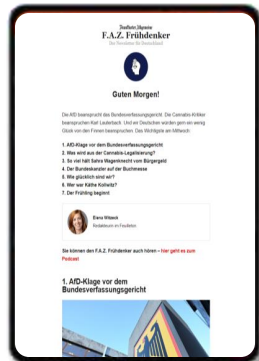 Frankfurter Allgemeine
F.A.Z. Frühdenker
Der Newsletter für Deutschland
Guten Morgen!
Die AfD beansprucht das Bundesverfassungsgericht. Die Cannabis-Kritiker
beanspruchen Karl Lauterbach. Und wir Deutschen würden gern ein wenig
Glück von den Finnen beanspruchen. Das Wichtigste am Mittwoch.
1. AfD-Klage vor dem Bundesverfassungsgericht
2. Was wird aus der Cannabis-Legalisierung?
3. So viel hält Sahra Wagenknecht vom Bürgergeld
4. Der Bundeskanzler auf der Buchmesse
5. Wie glücklich sind wir?
6. Wer war Käthe Kollwitz?
7. Der Frühling beginnt
Elena Witzeck
Redakteurin im Feuilleton.
Sie können den F.A.Z. Frühdenker auch hören – hier geht es zum
Podcast
1. AfD-Klage vor dem
Bundesverfassungsgericht